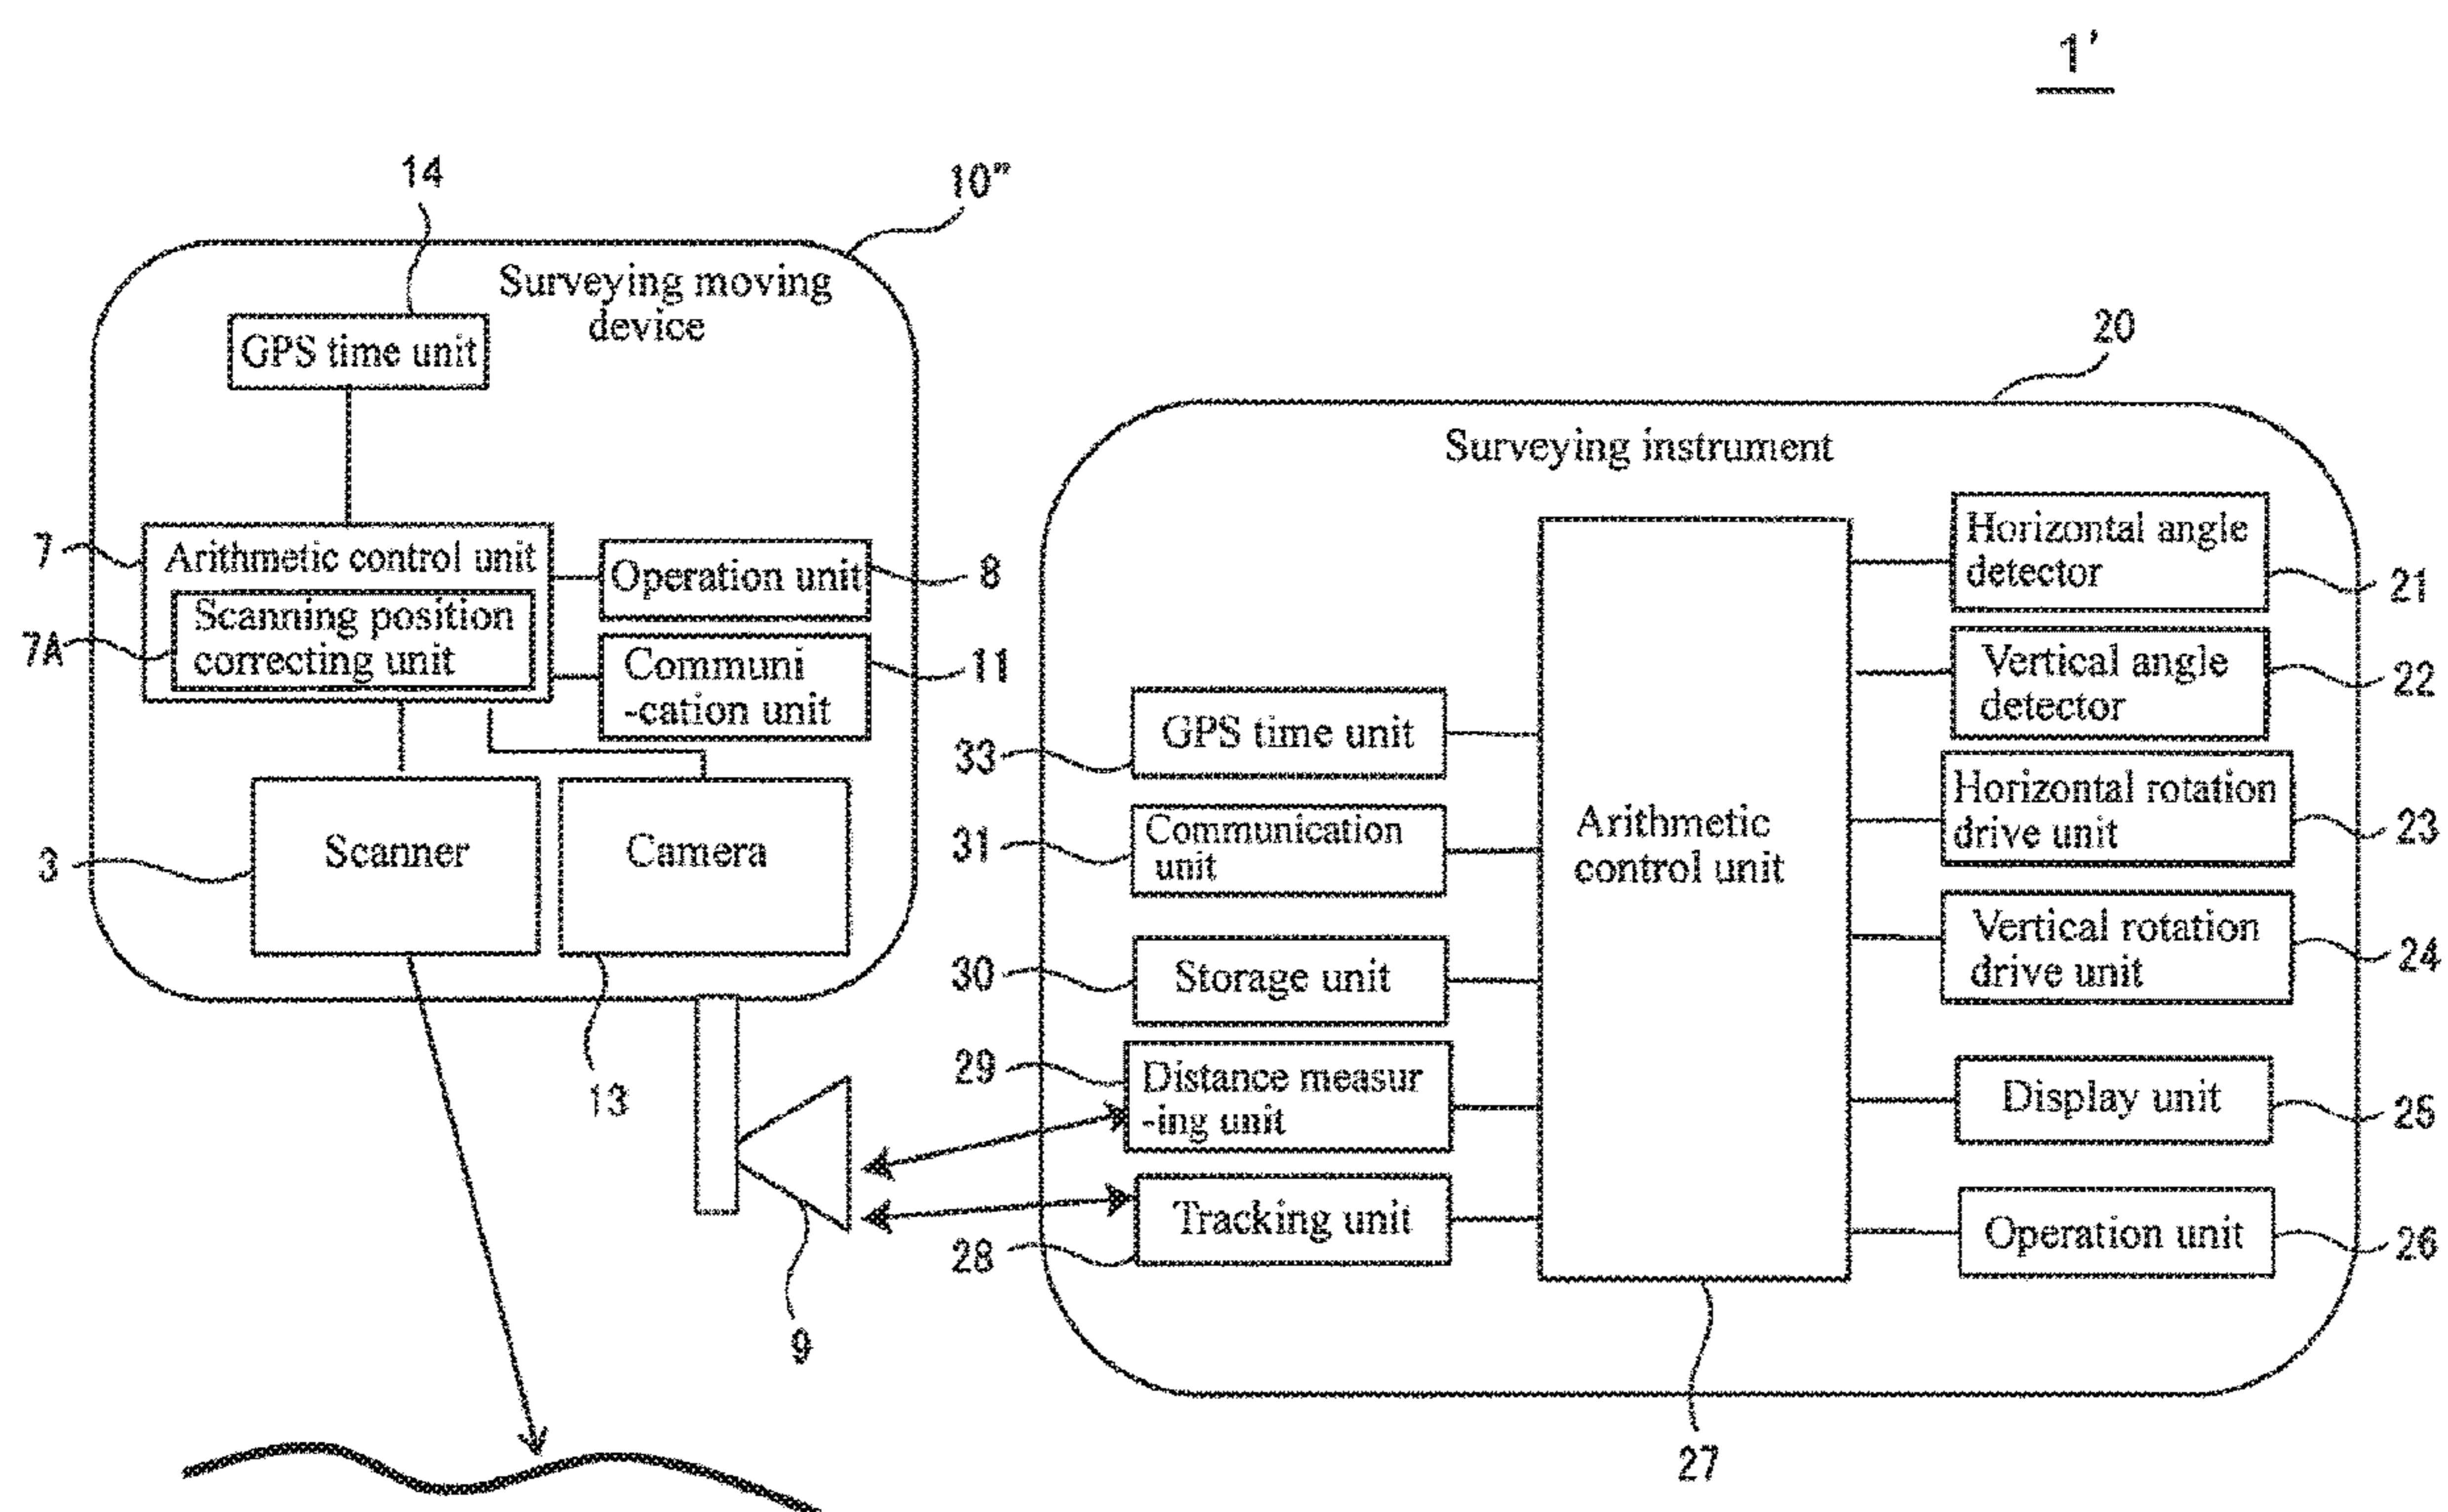 1'
14
10"
Surveying moving
device
GPS time unit
7
Arithmetic control unit
7A
Scanning position
correcting unit
Operation unit
8
Communi
-cation unit
11
3
Scanner
Camera
13
9
20
Surveying instrument
33
GPS time unit
31
Communication
unit
30
Storage unit
29
Distance measur
-ing unit
28
Tracking unit
Arithmetic
control unit
27
Horizontal angle
detector
21
Vertical angle
detector
22
Horizontal rotation
drive unit
23
Vertical rotation
drive unit
24
Display unit
25
Operation unit
26